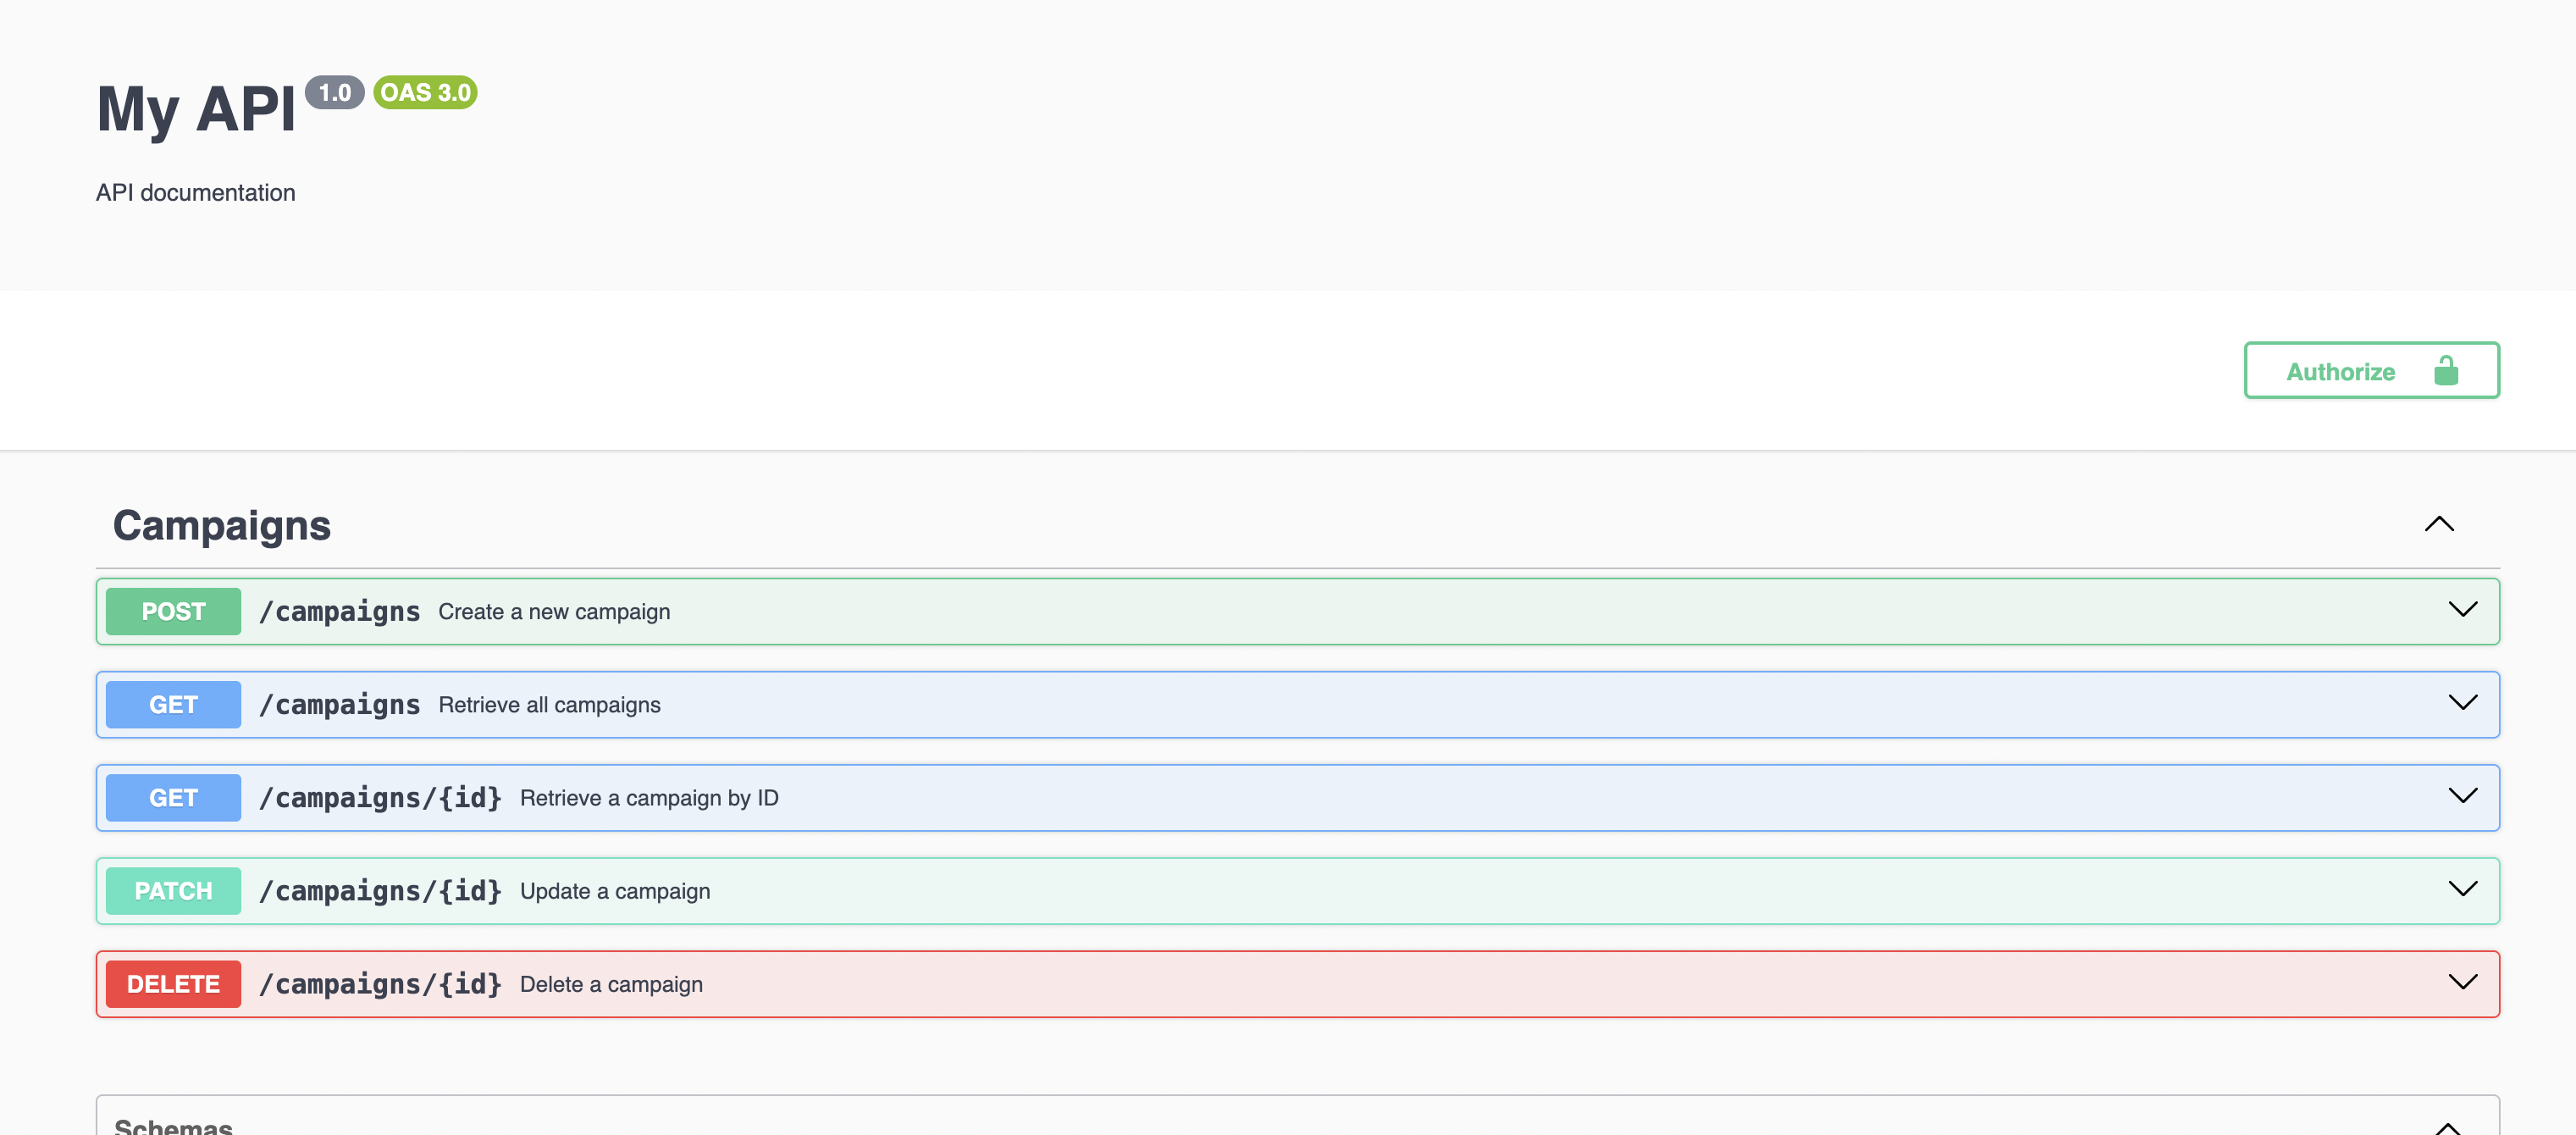 My API 1.0 OAS 3.0
API documentation
Authorize
Campaigns
POST /campaigns Create a new campaign
GET /campaigns Retrieve all campaigns
GET /campaigns/{id} Retrieve a campaign by ID
PATCH /campaigns/{id} Update a campaign
DELETE /campaigns/{id} Delete a campaign
Schemas